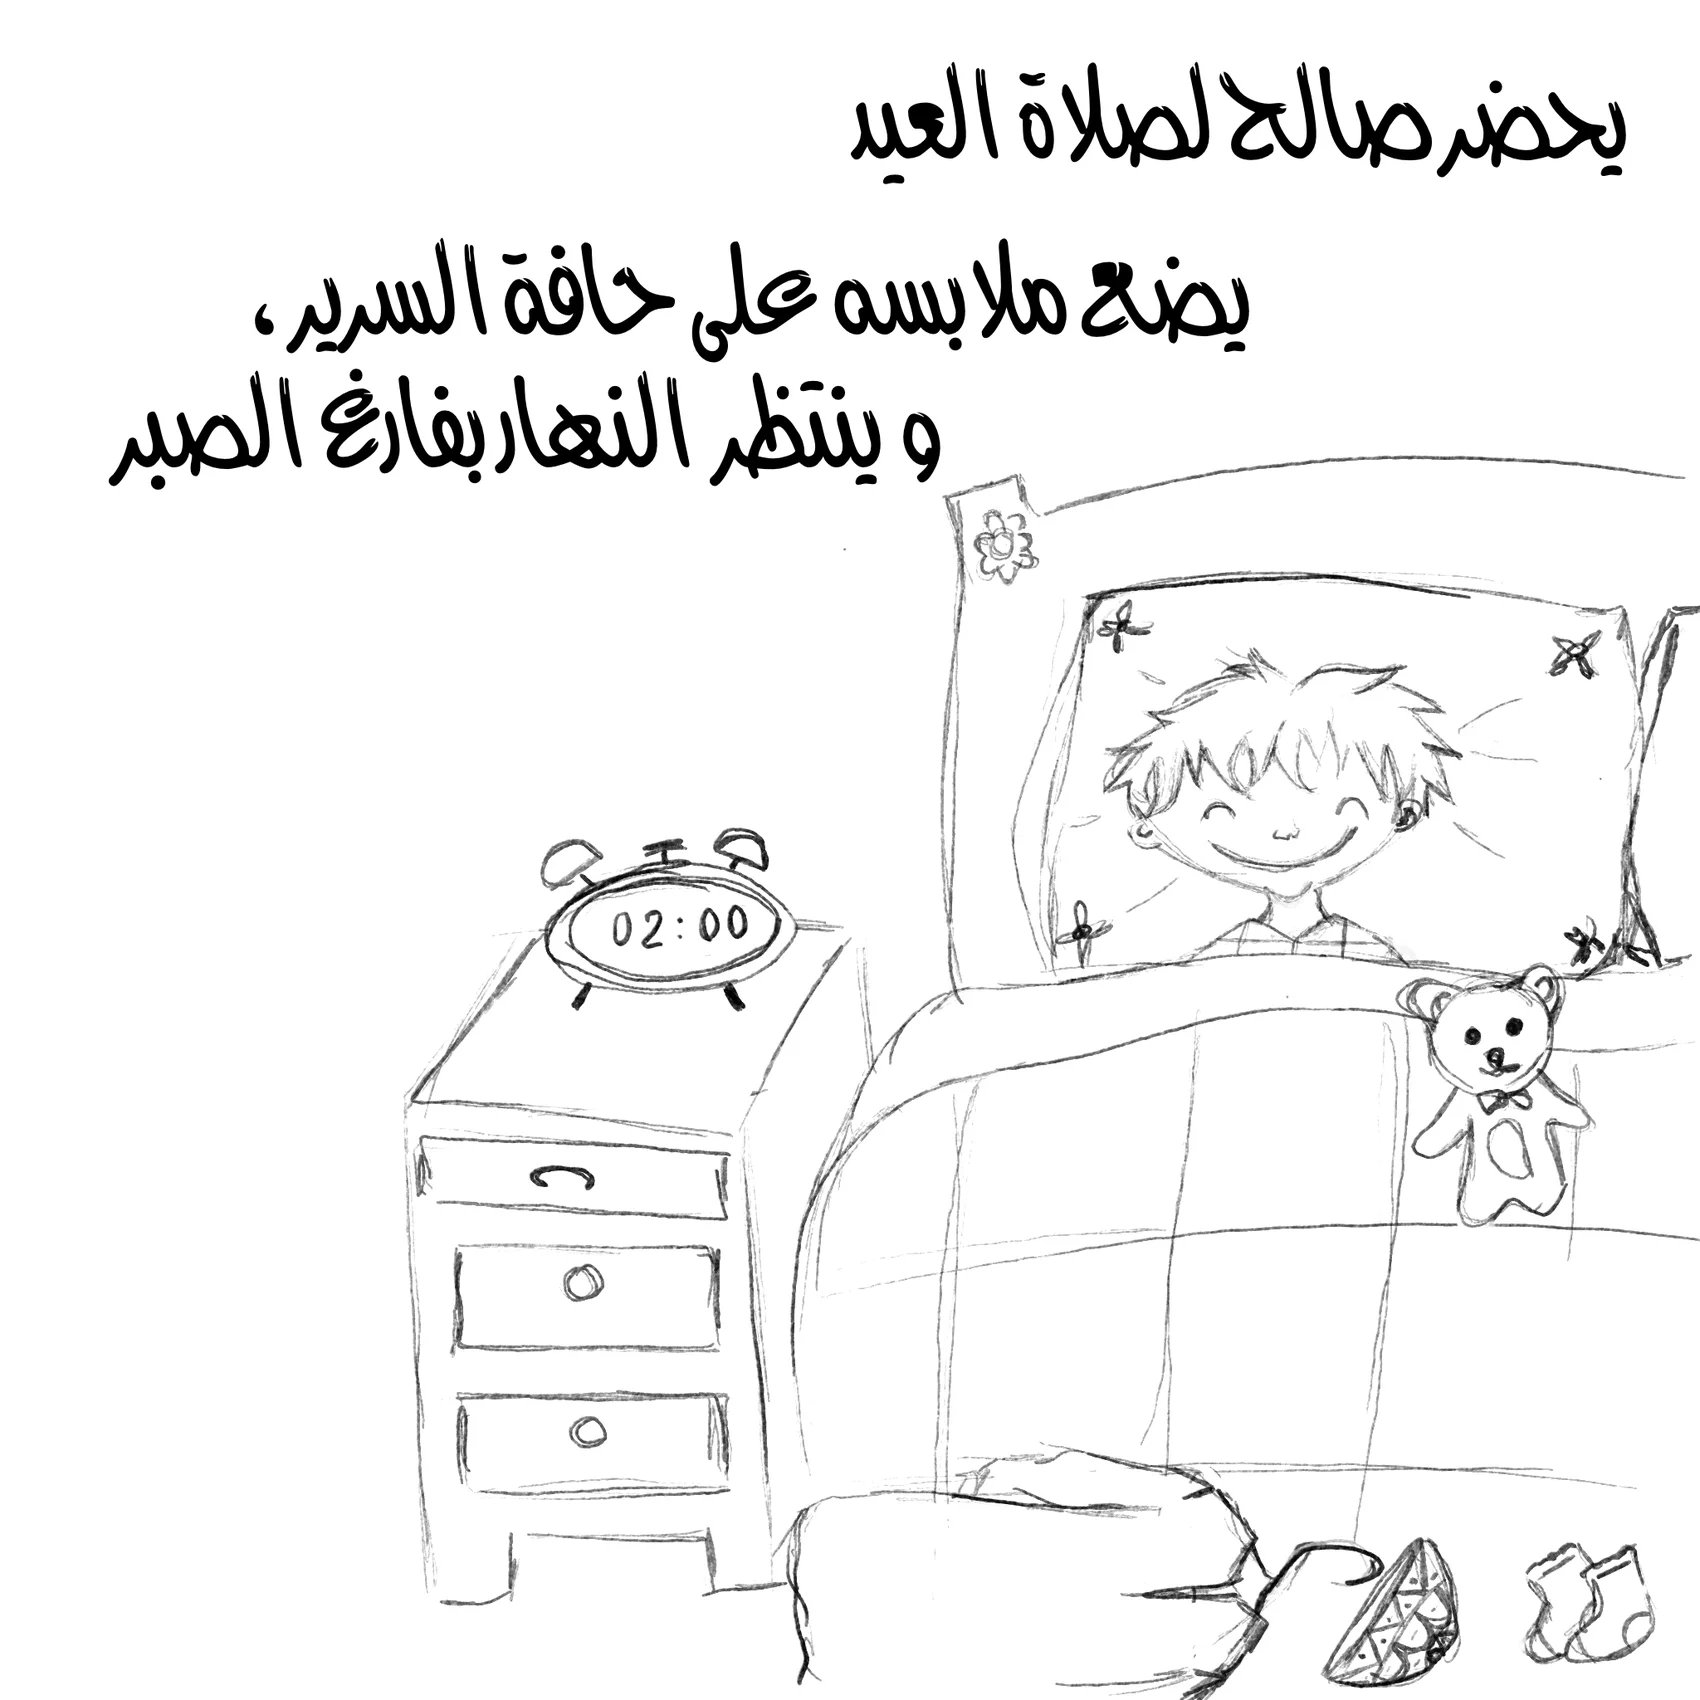 يحضر صالح لصلاة العيد
يضع ملابسه على حافة السرير،
و ينتظر النهار بفارغ الصبر
02:00